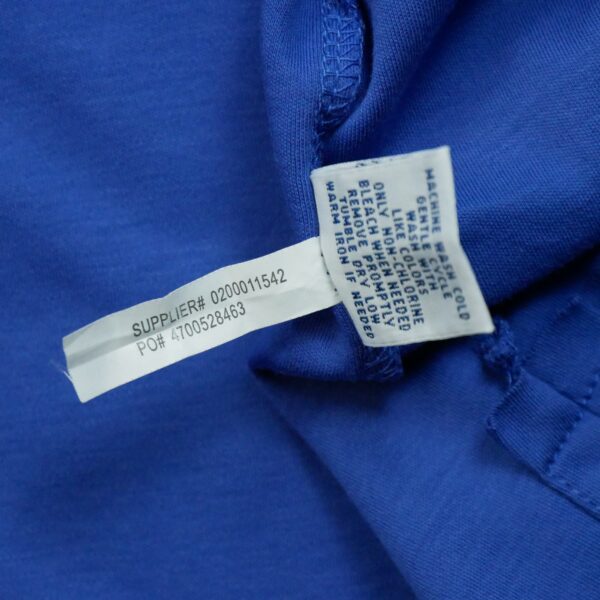 SUPPLIER# 0200011542
PO# 4700528463
MACHINE WASH COLD
GENTLE CYCLE
WITH
LIKE COLORS
WASH
ONLY NON-CHLORINE
BLEACH WHEN NEEDED
REMOVE PROMPTLY
TUMBLE DRY LOW
WARM IRON IF NEEDED